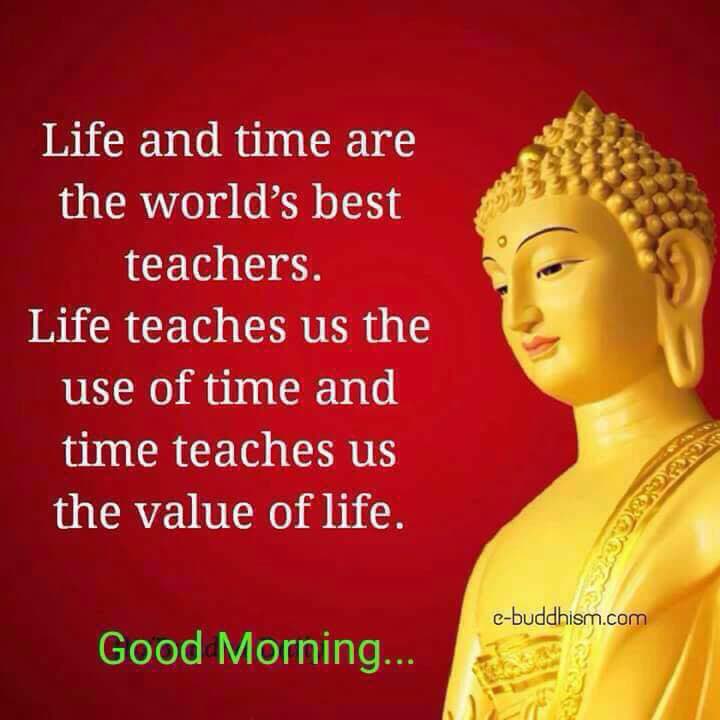 Life and time are
the world’s best
teachers.
Life teaches us the
use of time and
time teaches us
the value of life.
e-buddhism.com
Good Morning...